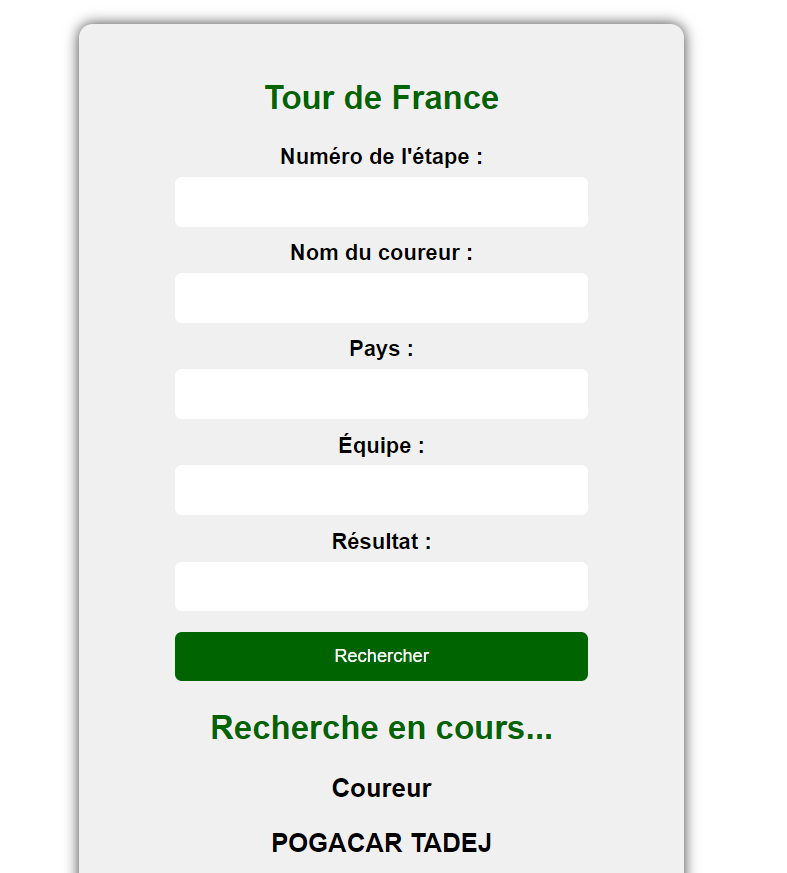 Tour de France
Numéro de l'étape :
Nom du coureur :
Pays :
Équipe :
Résultat :
Rechercher
Recherche en cours...
Coureur
POGACAR TADEJ